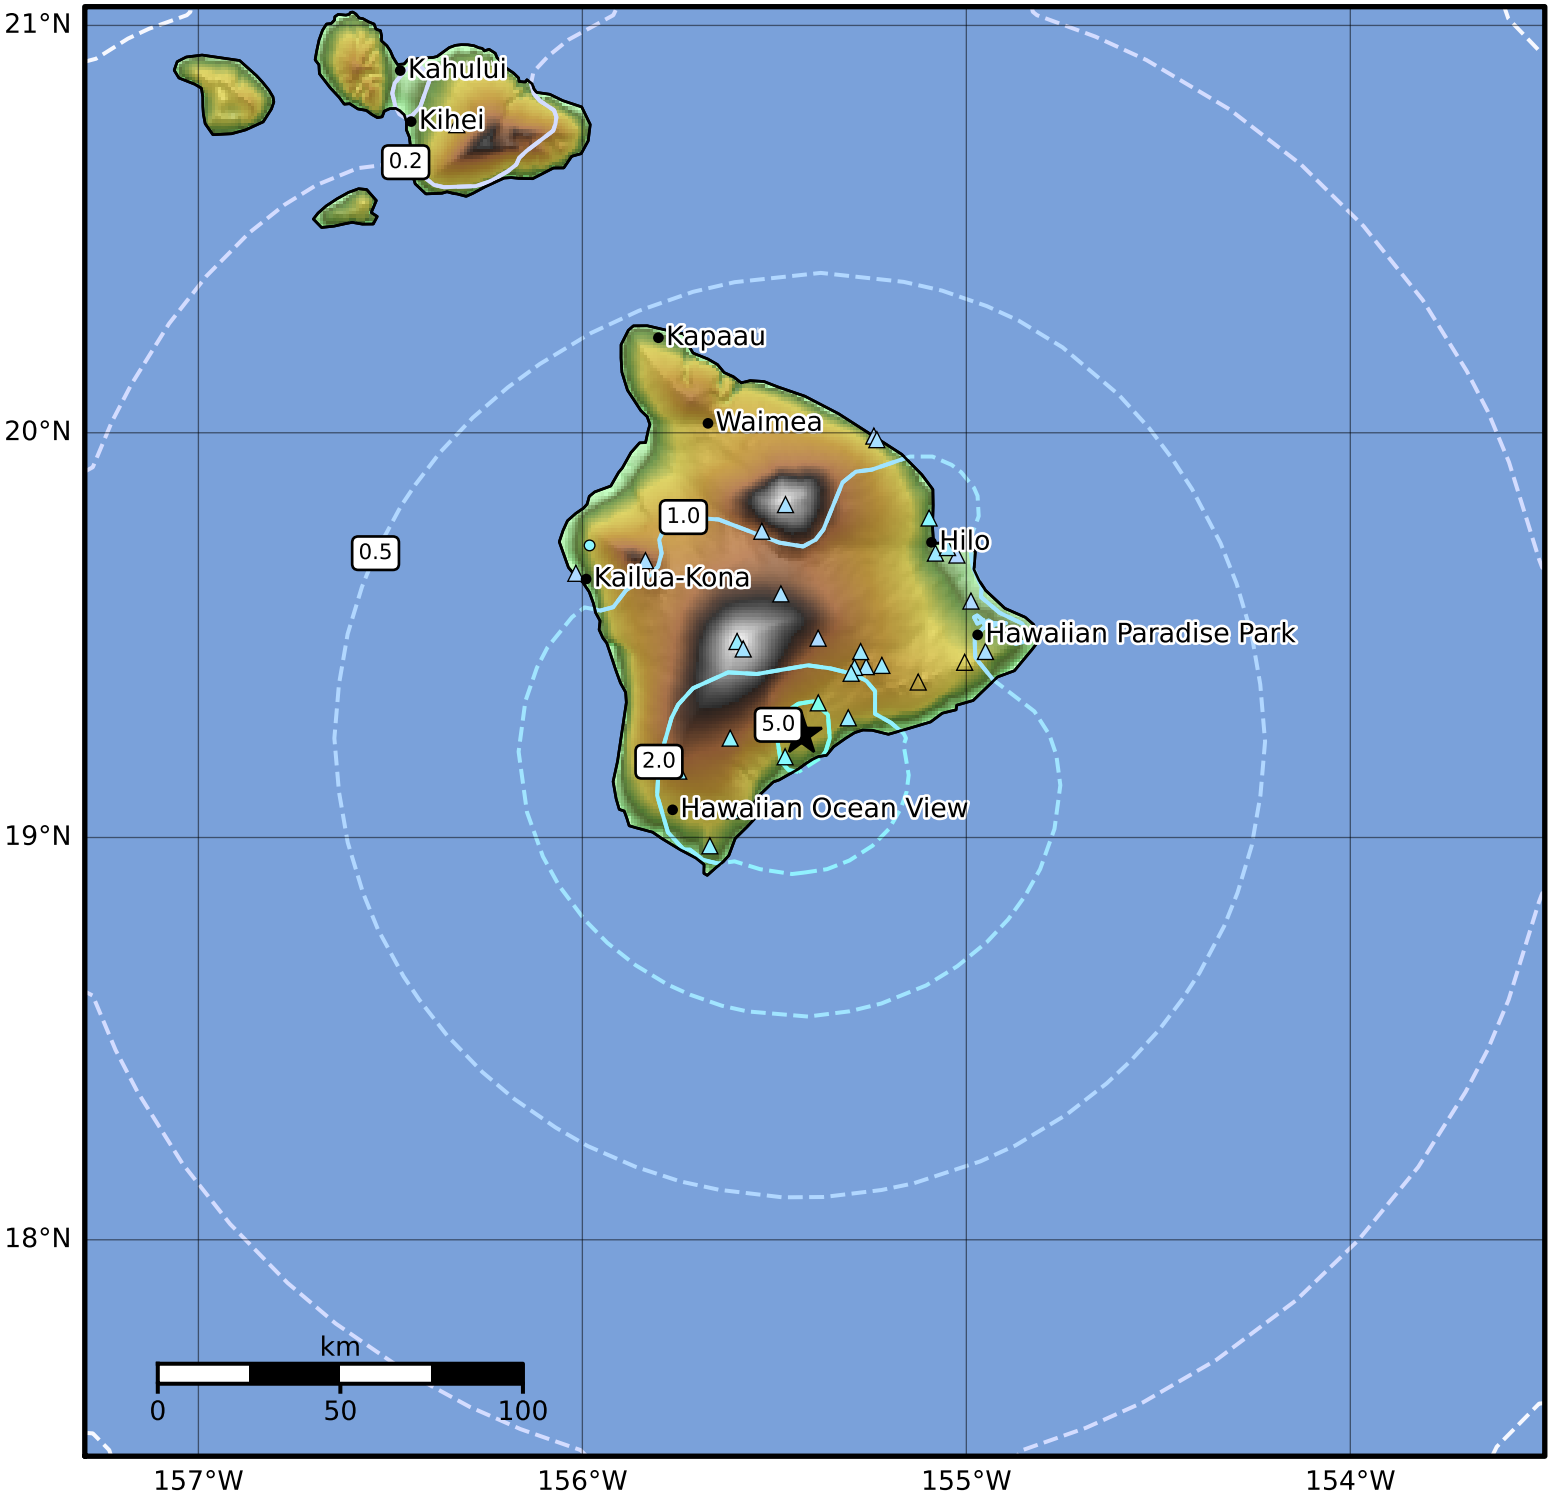 21°N
Kahului
Kihei
0.2
Kapaau
Waimea
20°N
1.0
Hilo
0.5
Kailua-Kona
Hawaiian Paradise Park
5.0
2.0
Hawaiian Ocean View
19°N
18°N
km
0 50 100
157°W 156°W 155°W 154°W